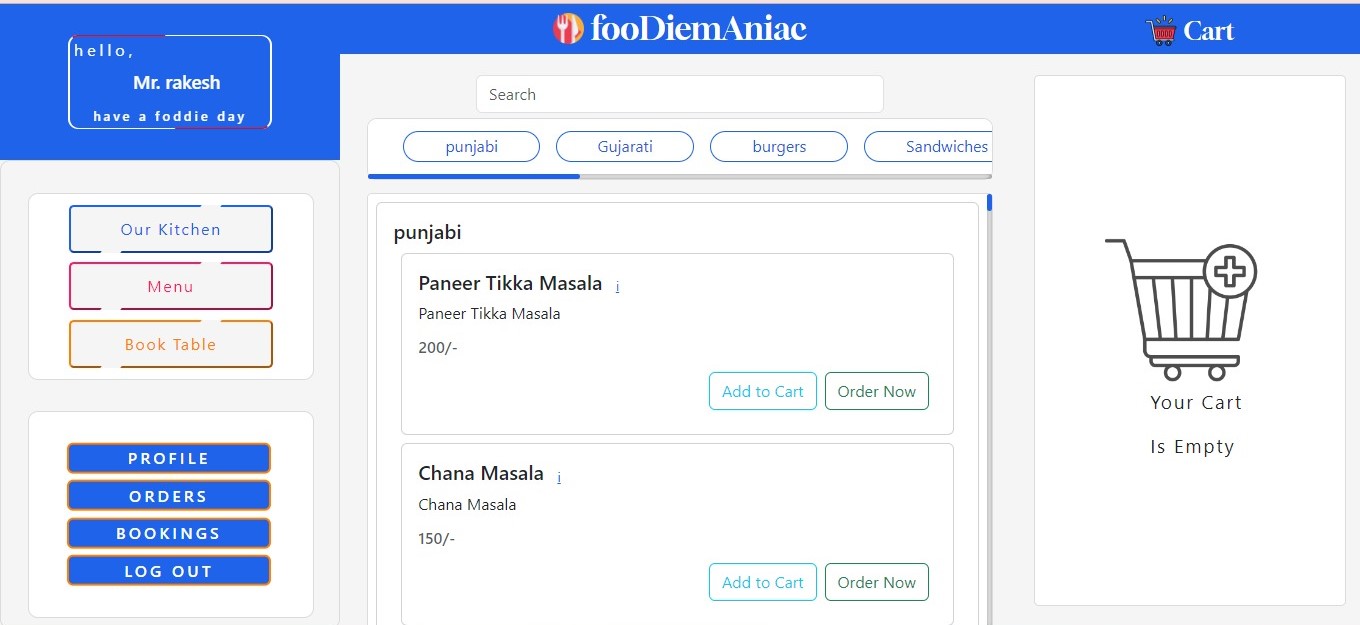 hello,
Mr. rakesh
have a foddie day
fooDiemAniac
Cart
Our Kitchen
Menu
Book Table
PROFILE
ORDERS
BOOKINGS
LOG OUT
Search
punjabi
Gujarati
burgers
Sandwiches
punjabi
Paneer Tikka Masala i
Paneer Tikka Masala
200/-
Add to Cart
Order Now
Chana Masala i
Chana Masala
150/-
Add to Cart
Order Now
Your Cart
Is Empty